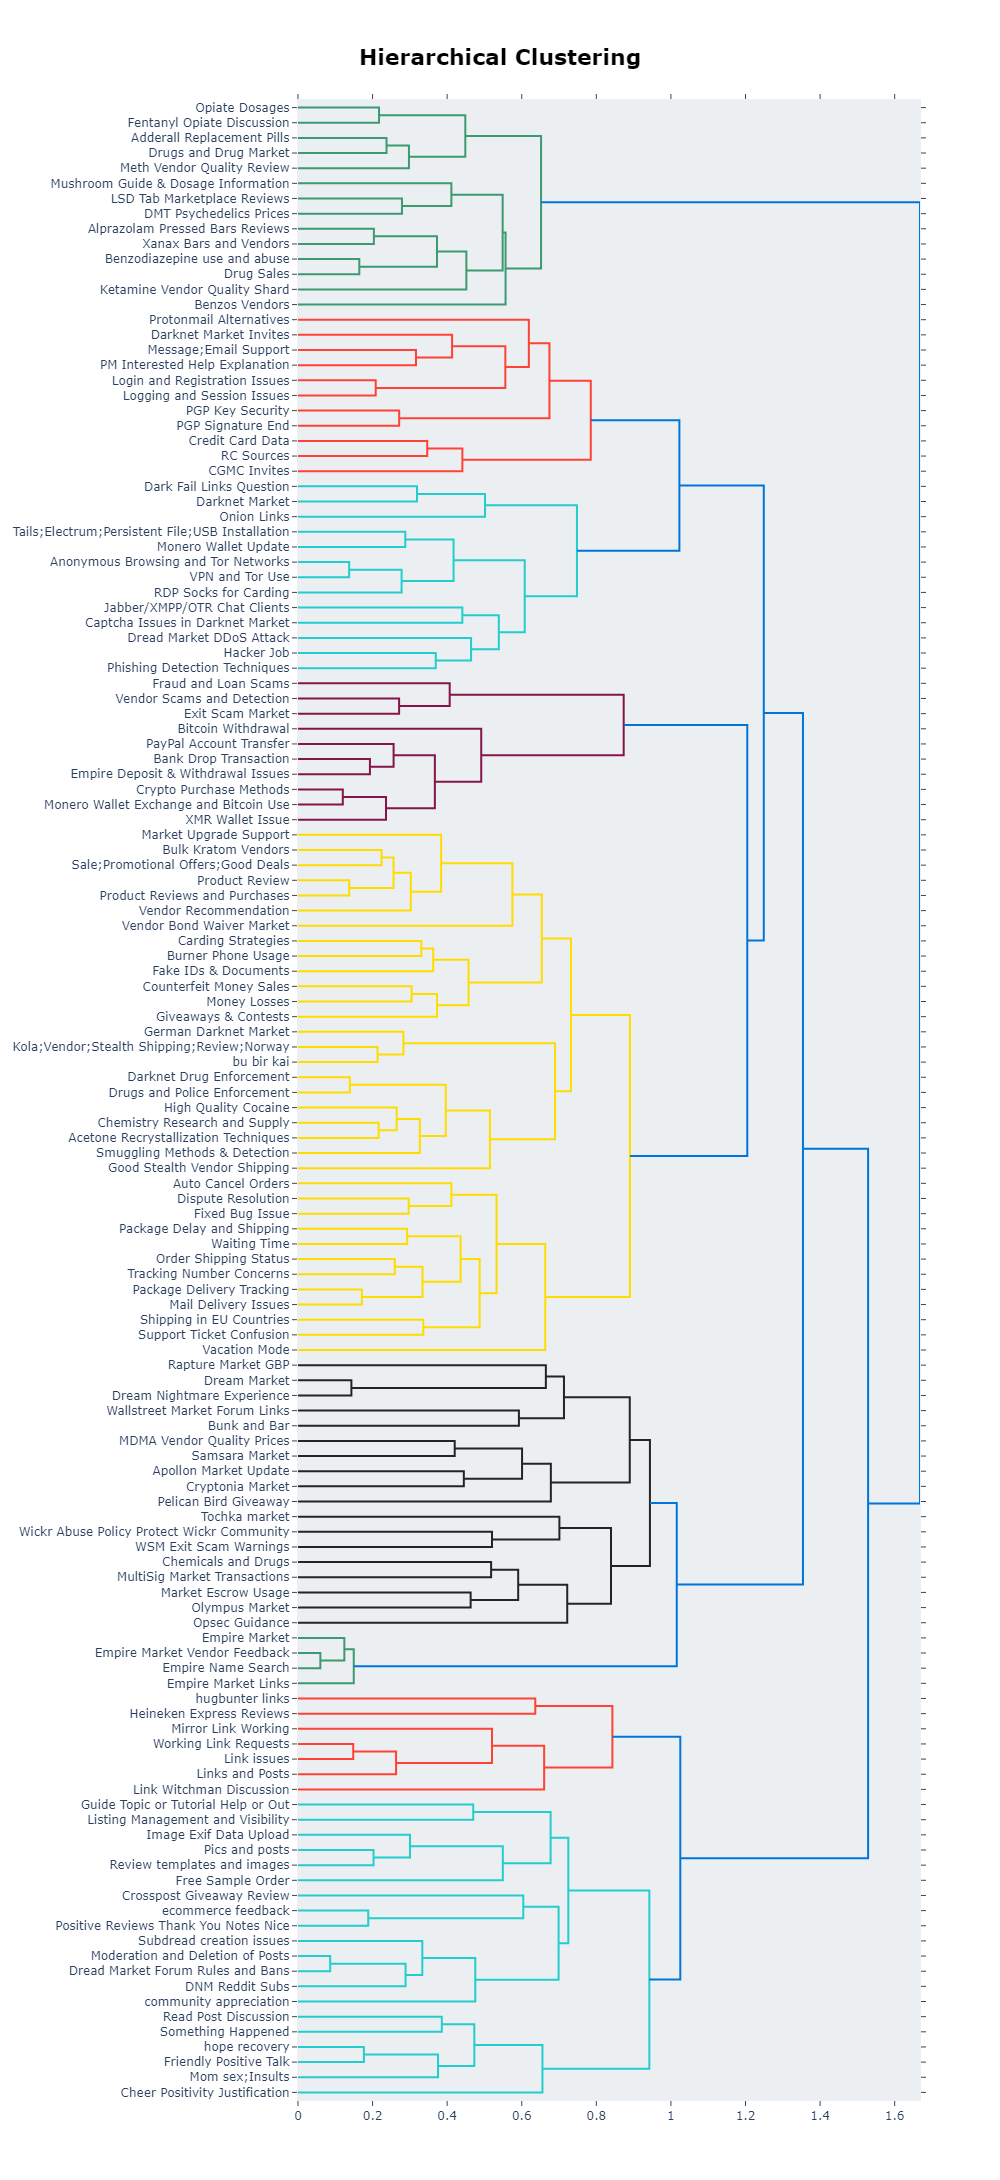 Hierarchical Clustering
Opiate Dosages
Fentanyl Opiate Discussion
Adderall Replacement Pills
Drugs and Drug Market
Meth Vendor Quality Review
Mushroom Guide & Dosage Information
LSD Tab Marketplace Reviews
DMT Psychedelics Prices
Alprazolam Pressed Bars Reviews
Xanax Bars and Vendors
Benzodiazepine use and abuse
Drug Sales
Ketamine Vendor Quality Shard
Benzos Vendors
Protonmail Alternatives
Darknet Market Invites
Message;Email Support
PM Interested Help Explanation
Login and Registration Issues
Logging and Session Issues
PGP Key Security
PGP Signature End
Credit Card Data
RC Sources
CGMC Invites
Dark Fail Links Question
Darknet Market
Onion Links
Tails;Electrum;Persistent File;USB Installation
Monero Wallet Update
Anonymous Browsing and Tor Networks
VPN and Tor Use
RDP Socks for Carding
Jabber/XMPP/OTR Chat Clients
Captcha Issues in Darknet Market
Dread Market DDoS Attack
Hacker Job
Phishing Detection Techniques
Fraud and Loan Scams
Vendor Scams and Detection
Exit Scam Market
Bitcoin Withdrawal
PayPal Account Transfer
Bank Drop Transaction
Empire Deposit & Withdrawal Issues
Crypto Purchase Methods
Monero Wallet Exchange and Bitcoin Use
XMR Wallet Issue
Market Upgrade Support
Bulk Kratom Vendors
Sale;Promotional Offers;Good Deals
Product Review
Product Reviews and Purchases
Vendor Recommendation
Vendor Bond Waiver Market
Carding Strategies
Burner Phone Usage
Fake IDs & Documents
Counterfeit Money Sales
Money Losses
Giveaways & Contests
German Darknet Market
Kola;Vendor;Stealth Shipping;Review;Norway
bu bir kai
Darknet Drug Enforcement
Drugs and Police Enforcement
High Quality Cocaine
Chemistry Research and Supply
Acetone Recrystallization Techniques
Smuggling Methods & Detection
Good Stealth Vendor Shipping
Auto Cancel Orders
Dispute Resolution
Fixed Bug Issue
Package Delay and Shipping
Waiting Time
Order Shipping Status
Tracking Number Concerns
Package Delivery Tracking
Mail Delivery Issues
Shipping in EU Countries
Support Ticket Confusion
Vacation Mode
Rapture Market GBP
Dream Market
Dream Nightmare Experience
Wallstreet Market Forum Links
Bunk and Bar
MDMA Vendor Quality Prices
Samsara Market
Apollon Market Update
Cryptonia Market
Pelican Bird Giveaway
Tochka market
Wickr Abuse Policy Protect Wickr Community
WSM Exit Scam Warnings
Chemicals and Drugs
MultiSig Market Transactions
Market Escrow Usage
Olympus Market
Opsec Guidance
Empire Market
Empire Market Vendor Feedback
Empire Name Search
Empire Market Links
hugbunter links
Heineken Express Reviews
Mirror Link Working
Working Link Requests
Link issues
Links and Posts
Link Witchman Discussion
Guide Topic or Tutorial Help or Out
Listing Management and Visibility
Image Exif Data Upload
Pics and posts
Review templates and images
Free Sample Order
Crosspost Giveaway Review
ecommerce feedback
Positive Reviews Thank You Notes Nice
Subdread creation issues
Moderation and Deletion of Posts
Dread Market Forum Rules and Bans
DNM Reddit Subs
community appreciation
Read Post Discussion
Something Happened
hope recovery
Friendly Positive Talk
Mom sex;Insults
Cheer Positivity Justification
0 0.2 0.4 0.6 0.8 1 1.2 1.4 1.6